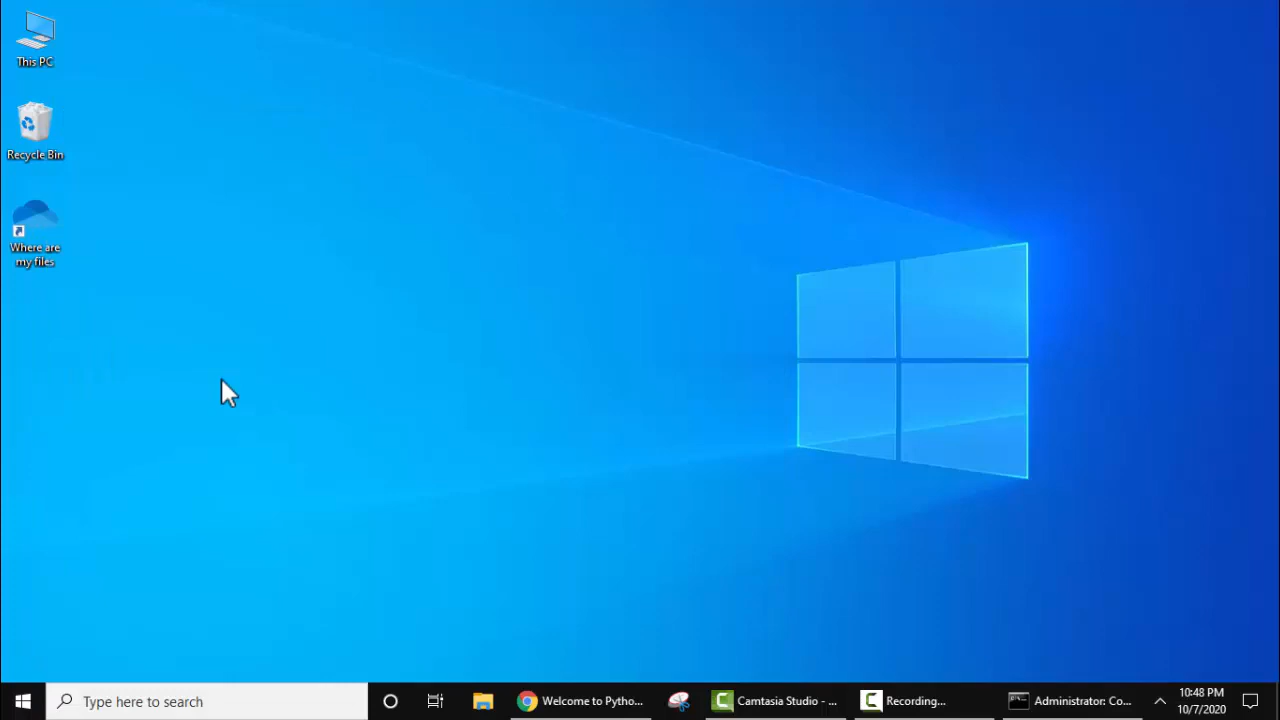 This PC
Recycle Bin
Where are
my files
Type here to search
Welcome to Pytho...
Camtasia Studio - ...
Recording...
Administrator: Co...
10:48 PM
10/7/2020